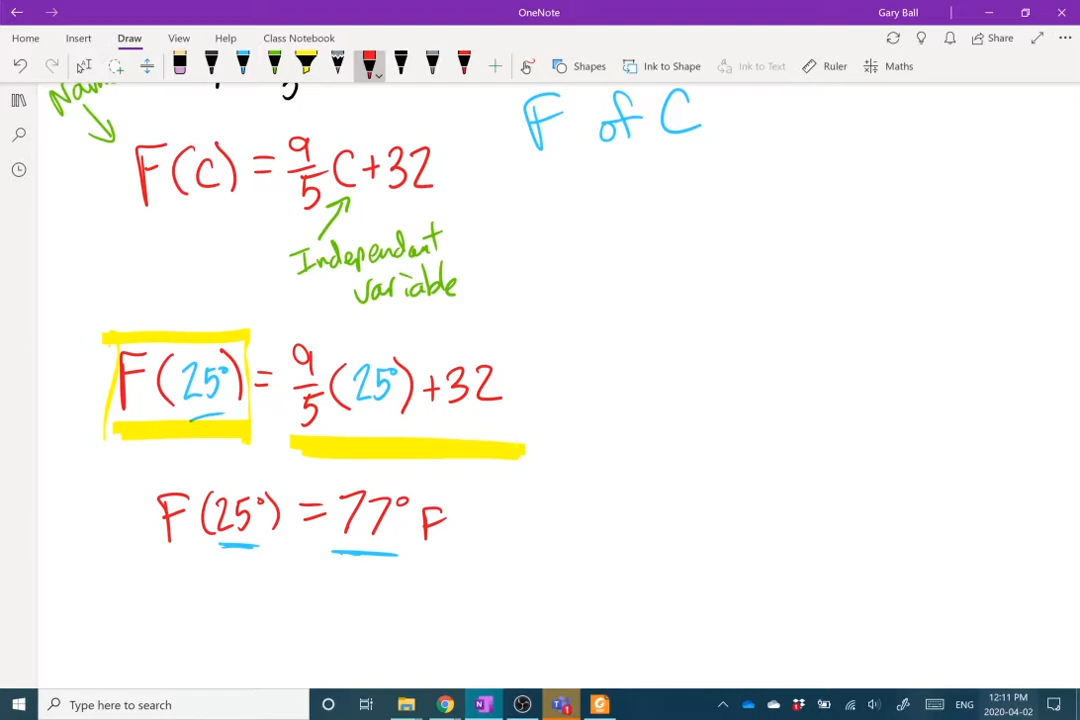 OneNote
Gary Ball
Home Insert Draw View Help Class Notebook Share
Shapes Ink to Shape Ink to Text Ruler Maths
F of C
F(C) = 9/5 C + 32
Independant
variable
F(25°) = 9/5 (25°) + 32
F(25°) = 77° F
Type here to search
ENG
12:11 PM
2020-04-02